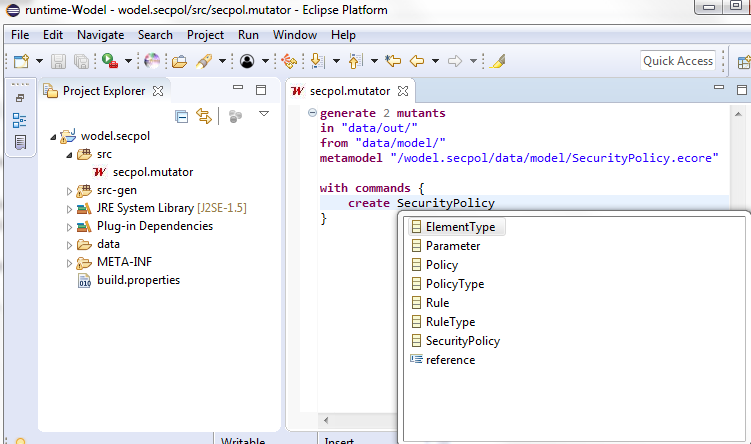 runtime-Wodel - wodel.secpol/src/secpol.mutator - Eclipse Platform
File Edit Navigate Search Project Run Window Help
Quick Access
Project Explorer
wodel.secpol
src
secpol.mutator
src-gen
JRE System Library [J2SE-1.5]
Plug-in Dependencies
data
META-INF
010
build.properties
secpol.mutator
generate 2 mutants
in "data/out/"
from "data/model/"
metamodel "/wodel.secpol/data/model/SecurityPolicy.ecore"
with commands {
create SecurityPolicy
}
ElementType
Parameter
Policy
PolicyType
Rule
RuleType
SecurityPolicy
reference
Writable
Insert